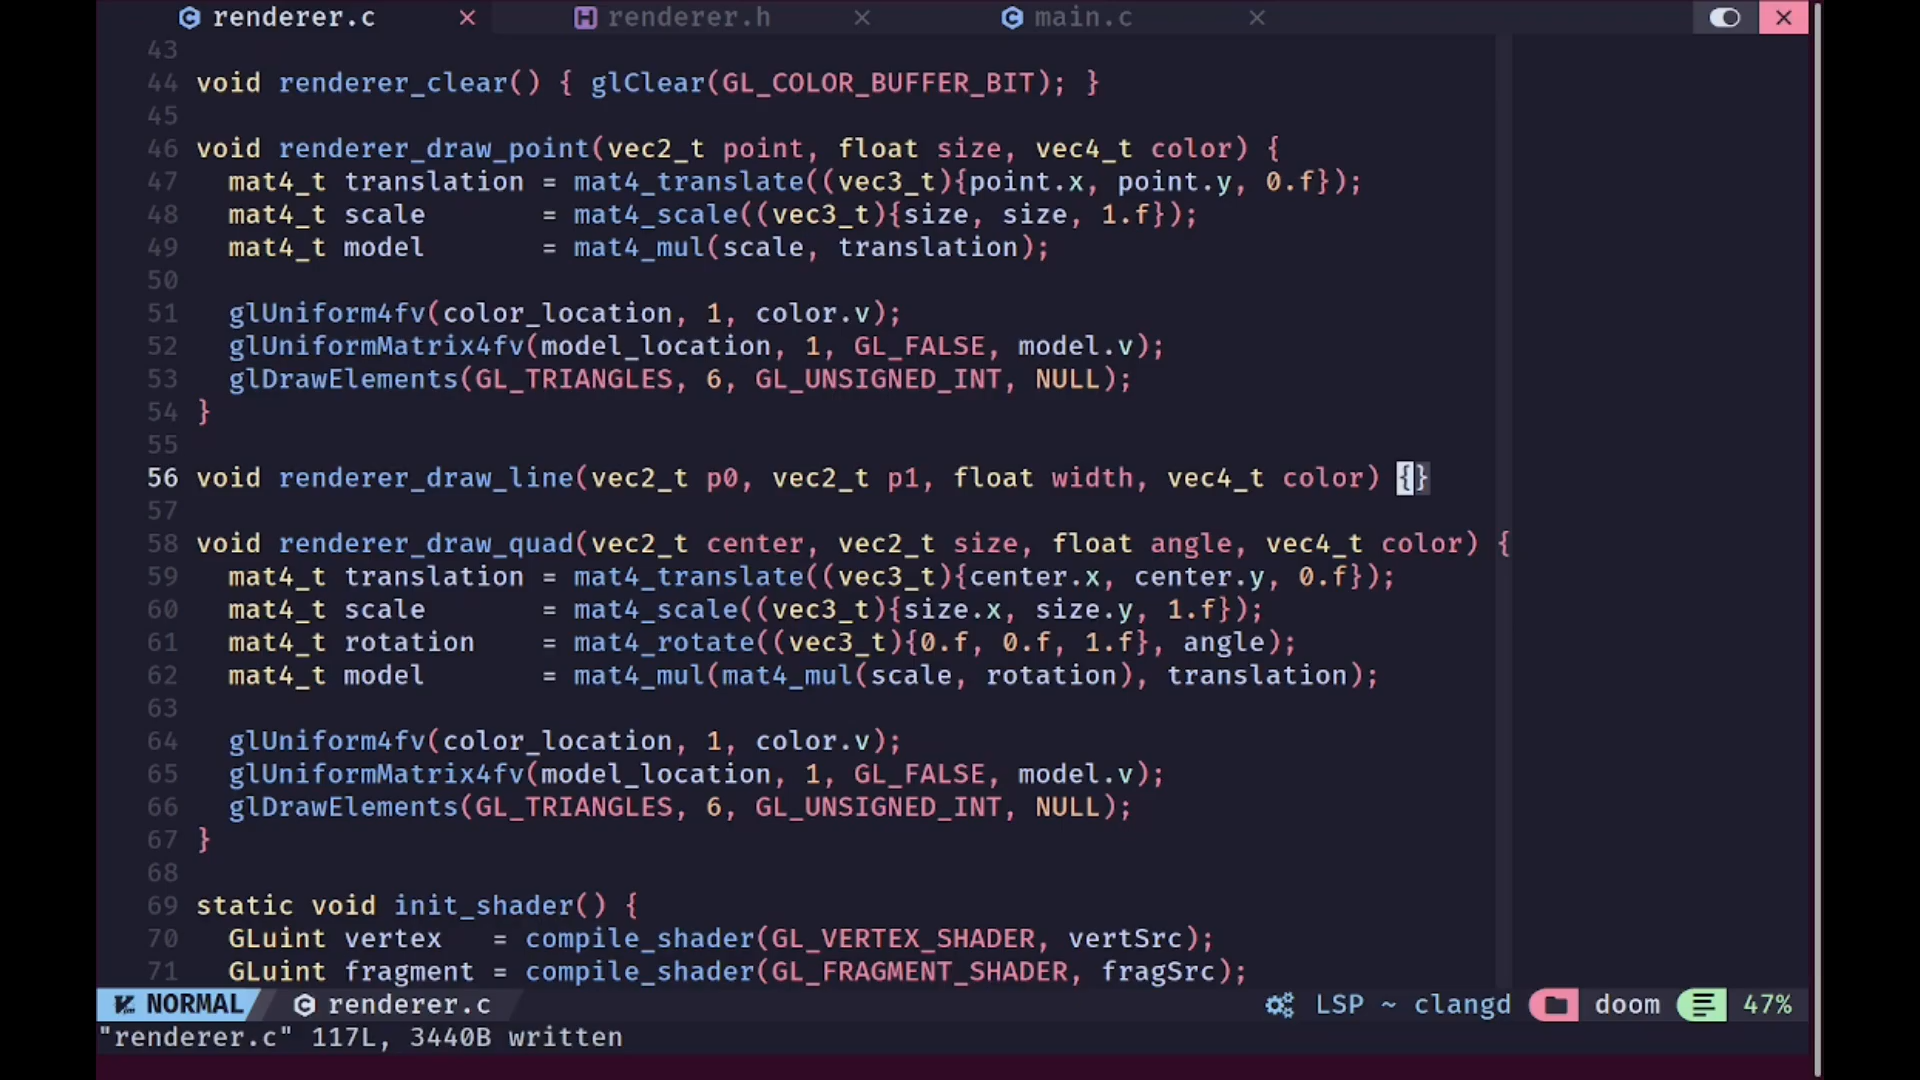 renderer.c renderer.h main.c
43
44 void renderer_clear() { glClear(GL_COLOR_BUFFER_BIT); }
45
46 void renderer_draw_point(vec2_t point, float size, vec4_t color) {
47   mat4_t translation = mat4_translate((vec3_t){point.x, point.y, 0.f});
48   mat4_t scale       = mat4_scale((vec3_t){size, size, 1.f});
49   mat4_t model       = mat4_mul(scale, translation);
50
51   glUniform4fv(color_location, 1, color.v);
52   glUniformMatrix4fv(model_location, 1, GL_FALSE, model.v);
53   glDrawElements(GL_TRIANGLES, 6, GL_UNSIGNED_INT, NULL);
54 }
55
56 void renderer_draw_line(vec2_t p0, vec2_t p1, float width, vec4_t color) {}
57
58 void renderer_draw_quad(vec2_t center, vec2_t size, float angle, vec4_t color) {
59   mat4_t translation = mat4_translate((vec3_t){center.x, center.y, 0.f});
60   mat4_t scale       = mat4_scale((vec3_t){size.x, size.y, 1.f});
61   mat4_t rotation    = mat4_rotate((vec3_t){0.f, 0.f, 1.f}, angle);
62   mat4_t model       = mat4_mul(mat4_mul(scale, rotation), translation);
63
64   glUniform4fv(color_location, 1, color.v);
65   glUniformMatrix4fv(model_location, 1, GL_FALSE, model.v);
66   glDrawElements(GL_TRIANGLES, 6, GL_UNSIGNED_INT, NULL);
67 }
68
69 static void init_shader() {
70   GLuint vertex   = compile_shader(GL_VERTEX_SHADER, vertSrc);
71   GLuint fragment = compile_shader(GL_FRAGMENT_SHADER, fragSrc);
NORMAL renderer.c LSP ~ clangd doom 47%
"renderer.c" 117L, 3440B written